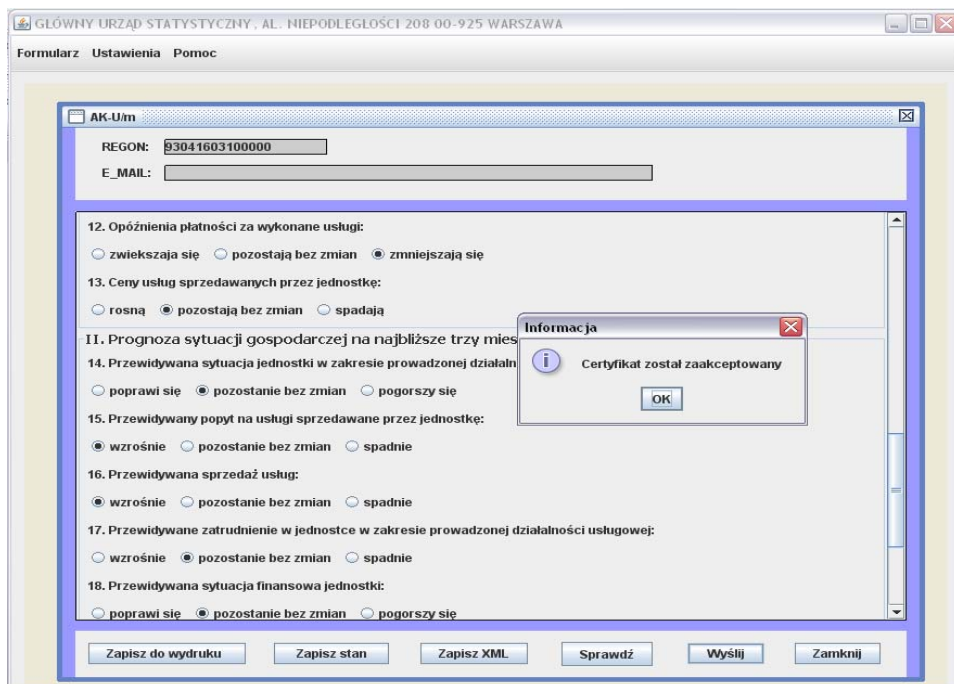 GŁÓWNY URZĄD STATYSTYCZNY , AL. NIEPODLEGŁOŚCI 208 00-925 WARSZAWA
Formularz Ustawienia Pomoc
AK-U/m
REGON: 93041603100000
E_MAIL:
12. Opóźnienia płatności za wykonane usługi:
zwiekszaja się pozostają bez zmian zmniejszają się
13. Ceny usług sprzedawanych przez jednostkę:
rosną pozostają bez zmian spadają
II. Prognoza sytuacji gospodarczej na najbliższe trzy mies
14. Przewidywana sytuacja jednostki w zakresie prowadzonej działaln
poprawi się pozostanie bez zmian pogorszy się
15. Przewidywany popyt na usługi sprzedawane przez jednostkę:
wzrośnie pozostanie bez zmian spadnie
16. Przewidywana sprzedaż usług:
wzrośnie pozostanie bez zmian spadnie
17. Przewidywane zatrudnienie w jednostce w zakresie prowadzonej działalności usługowej:
wzrośnie pozostanie bez zmian spadnie
18. Przewidywana sytuacja finansowa jednostki:
poprawi się pozostanie bez zmian pogorszy się
Informacja
Certyfikat został zaakceptowany
OK
Zapisz do wydruku Zapisz stan Zapisz XML Sprawdź Wyślij Zamknij